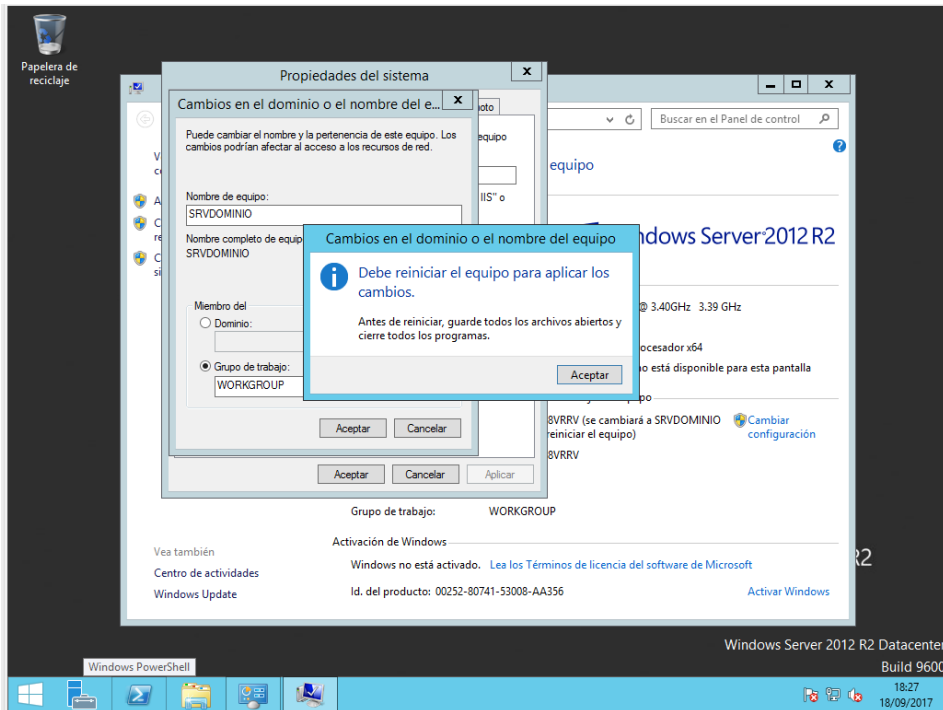 Papelera de
reciclaje
Propiedades del sistema
x
Cambios en el dominio o el nombre del e...
x
Puede cambiar el nombre y la pertenencia de este equipo. Los
cambios podrían afectar al acceso a los recursos de red.
equipo
Buscar en el Panel de control
equipo
Nombre de equipo:
SRVDOMINIO
IIS" o
Nombre completo de equip
SRVDOMINIO
Cambios en el dominio o el nombre del equipo
Debe reiniciar el equipo para aplicar los
cambios.
Antes de reiniciar, guarde todos los archivos abiertos y
cierre todos los programas.
Aceptar
ndows Server 2012 R2
Miembro del
Dominio:
Grupo de trabajo:
WORKGROUP
Aceptar
Cancelar
Aceptar
Cancelar
Aplicar
@ 3.40GHz 3.39 GHz
ocesador x64
o está disponible para esta pantalla
8VRRV (se cambiará a SRVDOMINIO
reiniciar el equipo)
Cambiar
configuración
8VRRV
Grupo de trabajo: WORKGROUP
Activación de Windows
Windows no está activado. Lea los Términos de licencia del software de Microsoft
Id. del producto: 00252-80741-53008-AA356
Activar Windows
Vea también
Centro de actividades
Windows Update
R2
Windows Server 2012 R2 Datacenter
Build 9600
Windows PowerShell
18:27
18/09/2017